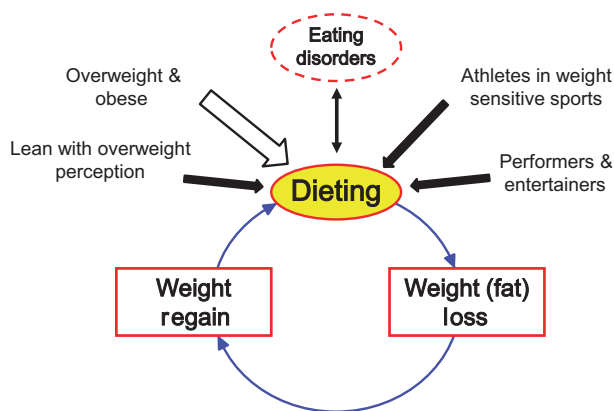 Eating
disorders
Overweight &
obese
Athletes in weight
sensitive sports
Lean with overweight
perception
Performers &
entertainers
Dieting
Weight
regain
Weight (fat)
loss